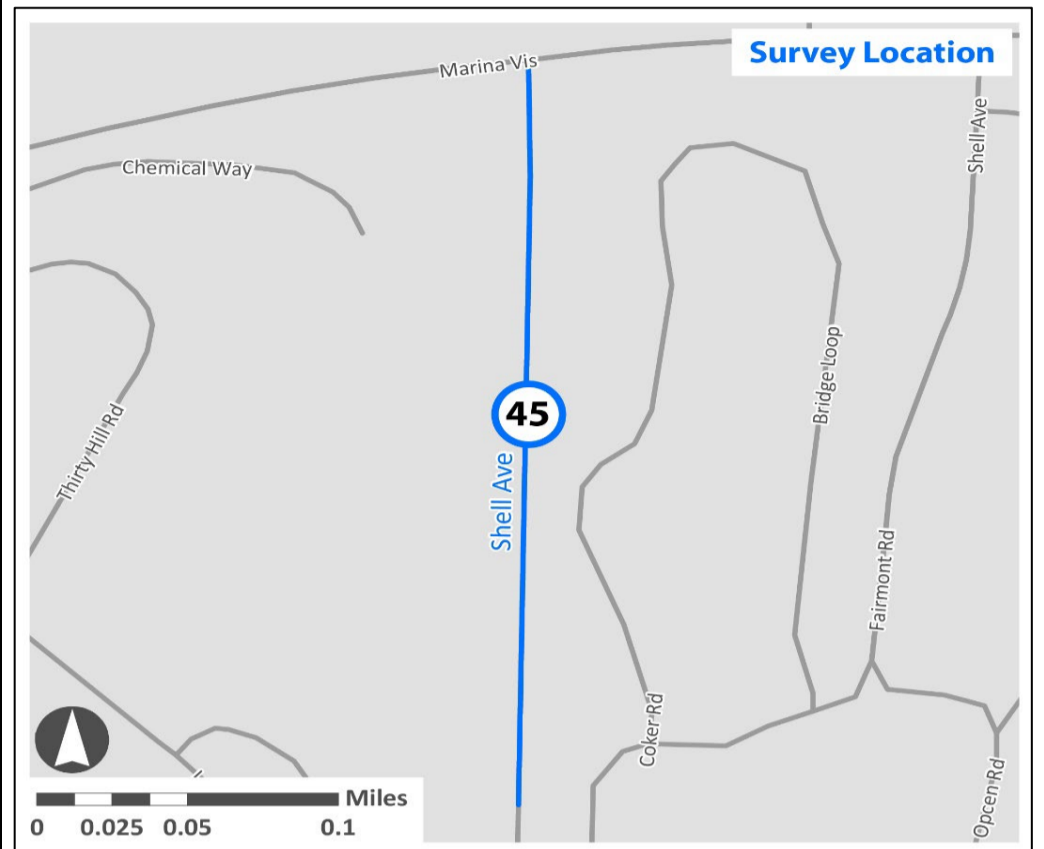 Survey Location
Marina Vis
Shell Ave
Chemical Way
Bridge Loop
Thirty Hill Rd
45
Shell Ave
Fairmont Rd
Coker Rd
Opcen Rd
Miles
0 0.025 0.05 0.1